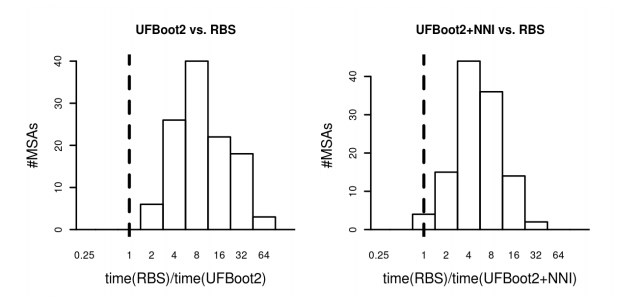 UFBoot2 vs. RBS
UFBoot2+NNI vs. RBS
#MSAs
40
30
20
10
0
0.25 1 2 4 8 16 32 64
time(RBS)/time(UFBoot2)
#MSAs
40
30
20
10
0
0.25 1 2 4 8 16 32 64
time(RBS)/time(UFBoot2+NNI)